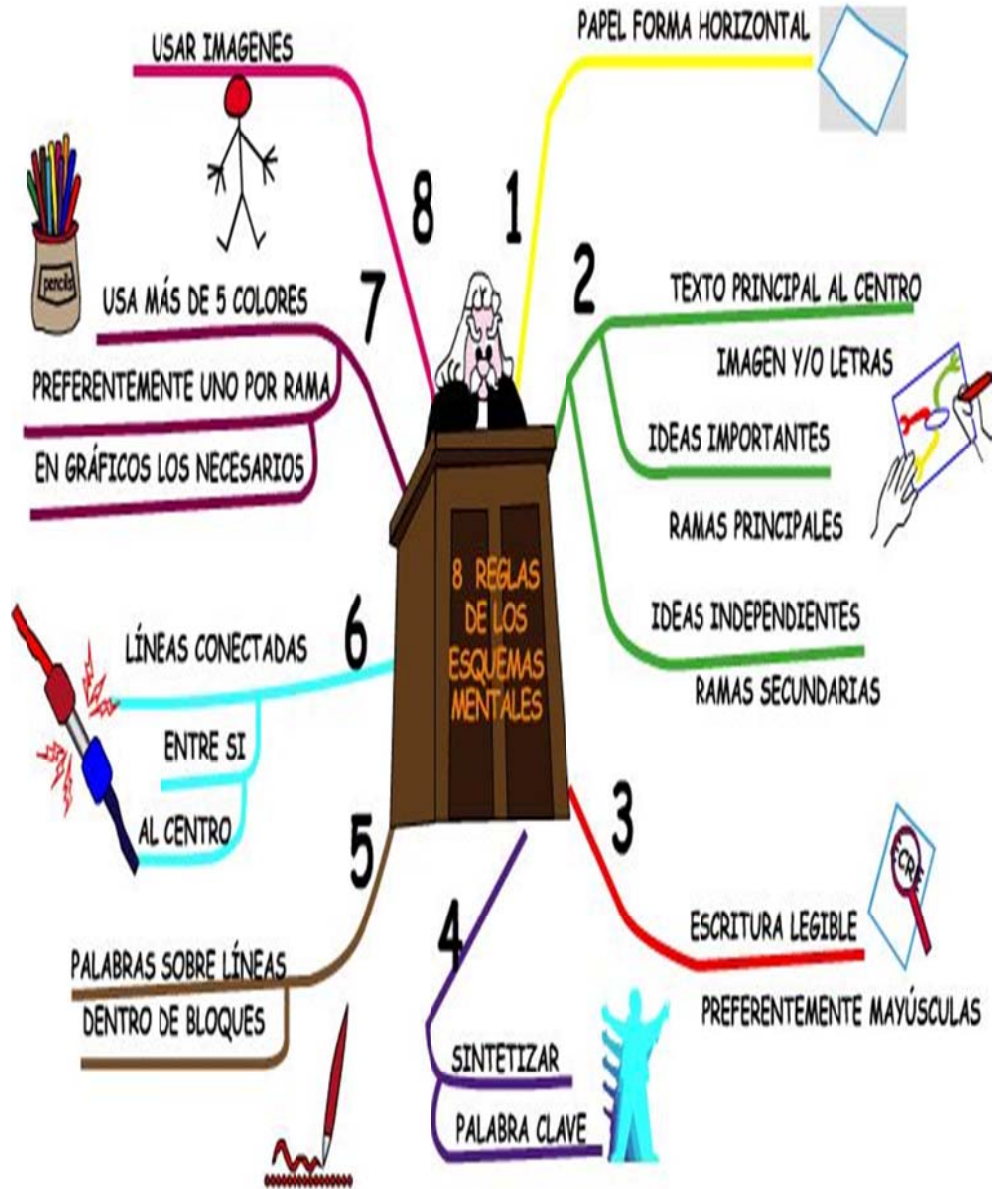 USAR IMAGENES
PAPEL FORMA HORIZONTAL
8
1
pencils
USA MÁS DE 5 COLORES
PREFERENTEMENTE UNO POR RAMA
EN GRÁFICOS LOS NECESARIOS
7
2
TEXTO PRINCIPAL AL CENTRO
IMAGEN Y/O LETRAS
IDEAS IMPORTANTES
RAMAS PRINCIPALES
IDEAS INDEPENDIENTES
RAMAS SECUNDARIAS
8 REGLAS
DE LOS
ESQUEMAS
MENTALES
6
LÍNEAS CONECTADAS
ENTRE SI
AL CENTRO
3
ECRE
ESCRITURA LEGIBLE
PREFERENTEMENTE MAYÚSCULAS
5
PALABRAS SOBRE LÍNEAS
DENTRO DE BLOQUES
4
SINTETIZAR
PALABRA CLAVE